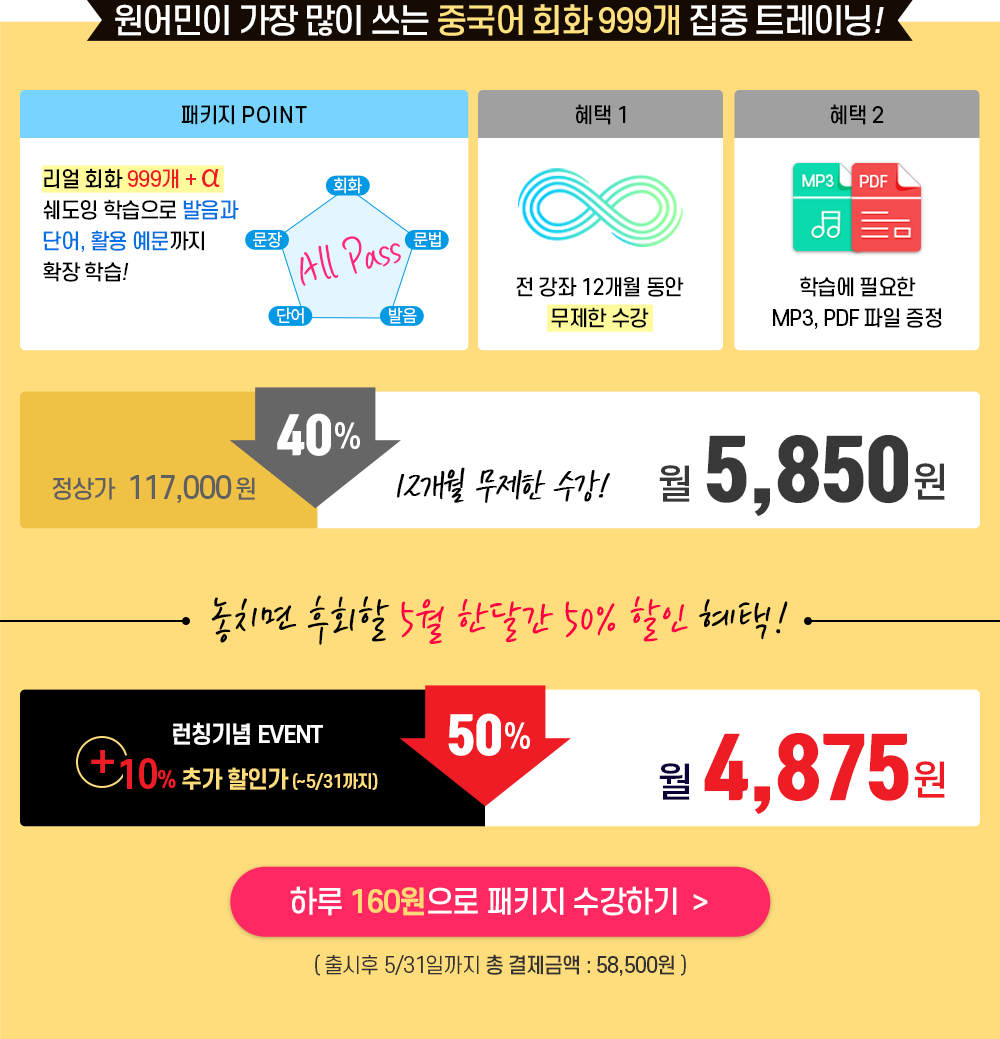 원어민이 가장 많이 쓰는 중국어 회화 999개 집중 트레이닝!
패키지 POINT
리얼 회화 999개 + α
쉐도잉 학습으로 발음과
단어, 활용 예문까지
확장 학습!
회화
문장
문법
All Pass
단어
발음
혜택 1
전 강좌 12개월 동안
무제한 수강
혜택 2
MP3 PDF
학습에 필요한
MP3, PDF 파일 증정
정상가 117,000원
40%
12개월 무제한 수강!
월 5,850원
놓치면 후회할 5월 한달간 50% 할인 혜택!
런칭기념 EVENT
+10% 추가 할인가 (~5/31까지)
50%
월 4,875원
하루 160원으로 패키지 수강하기 >
( 출시후 5/31일까지 총 결제금액 : 58,500원 )